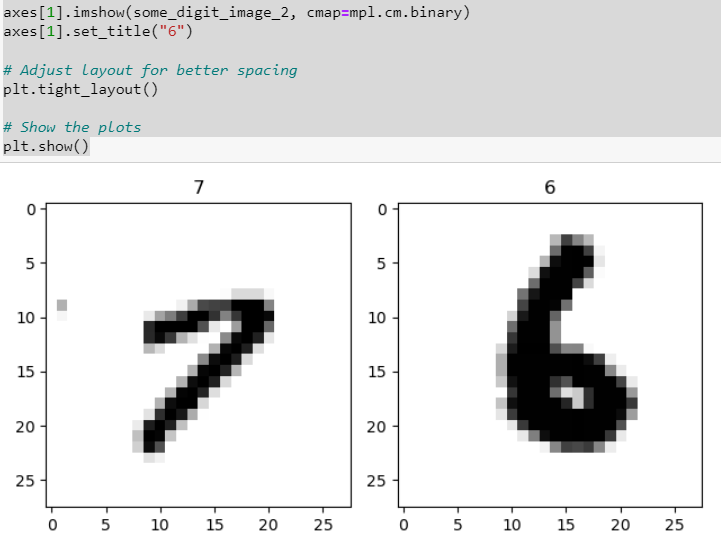 axes[1].imshow(some_digit_image_2, cmap=mpl.cm.binary)
axes[1].set_title("6")
# Adjust layout for better spacing
plt.tight_layout()
# Show the plots
plt.show()
7
0
5
10
15
20
25
0 5 10 15 20 25
6
0
5
10
15
20
25
0 5 10 15 20 25
7
6